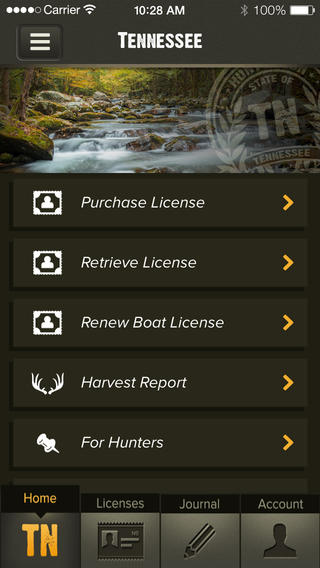 Carrier 10:28 AM 100%
TENNESSEE
STATE OF
TN
TENNESSEE
Purchase License
Retrieve License
Renew Boat License
Harvest Report
For Hunters
Home Licenses Journal Account
TN